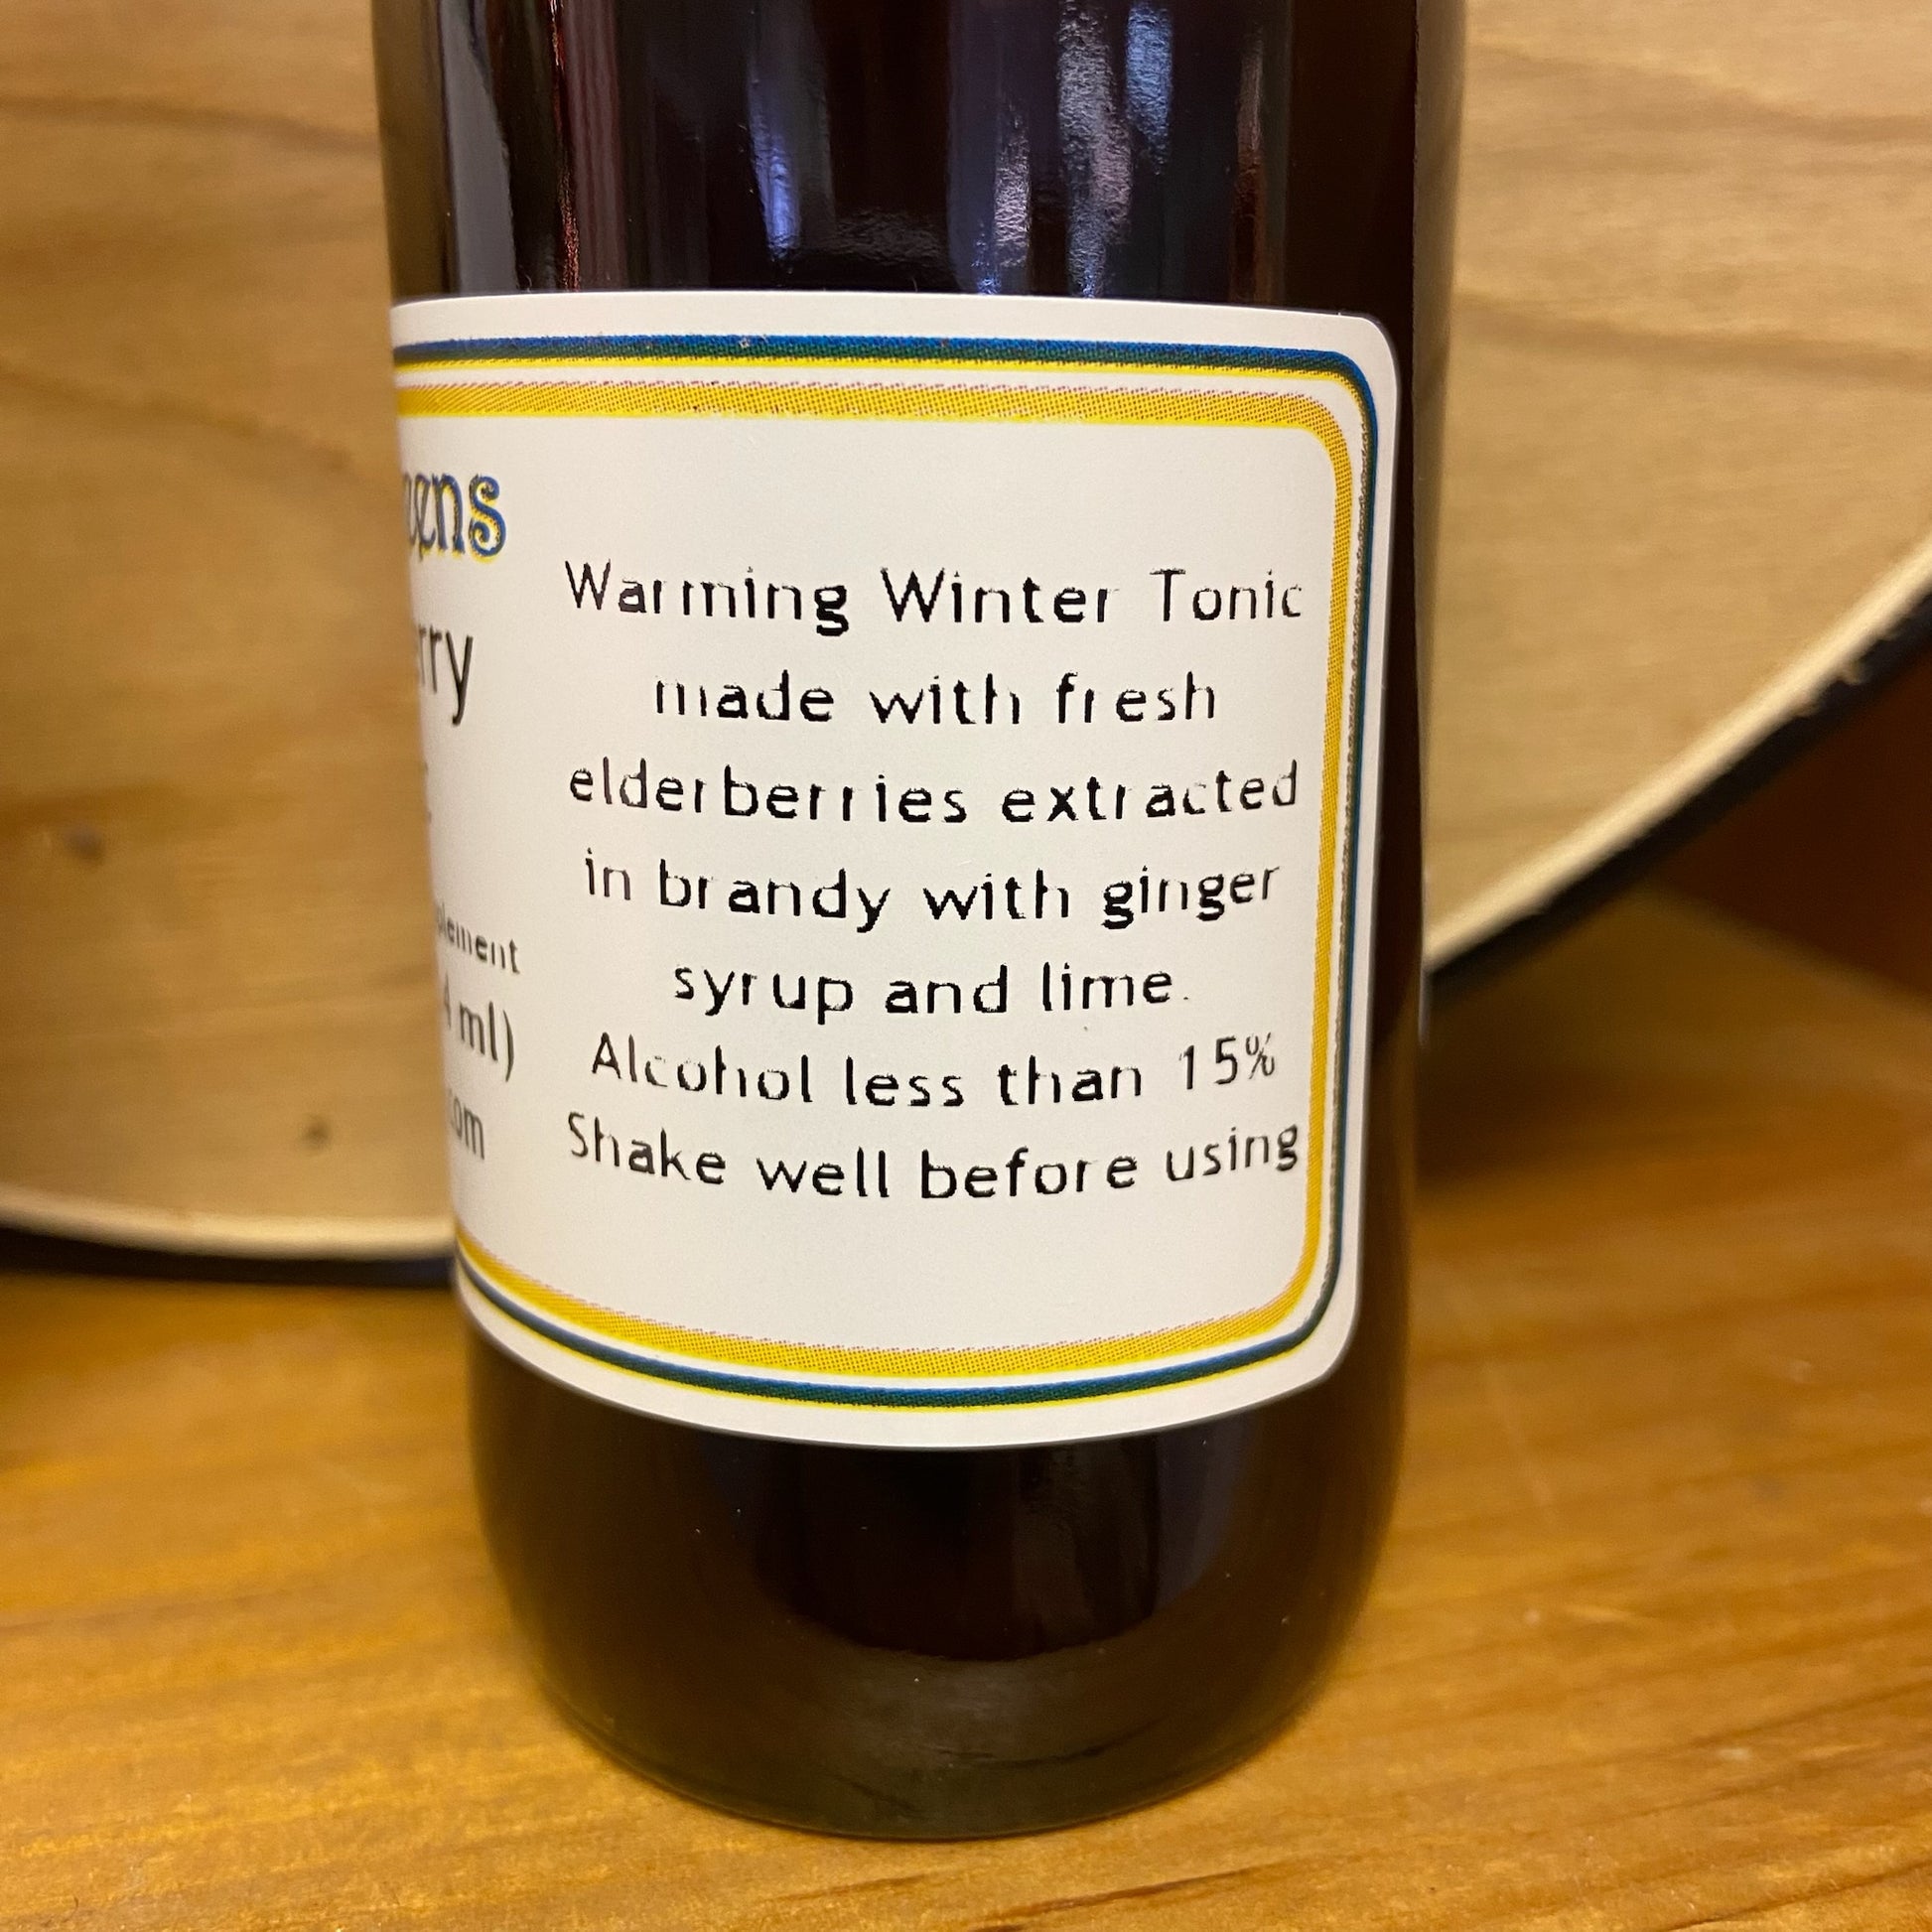 ml)
Warming Winter Tonic
made with fresh
elderberries extracted
in brandy with ginger
syrup and lime.
Alcohol less than 15%
Shake well before using